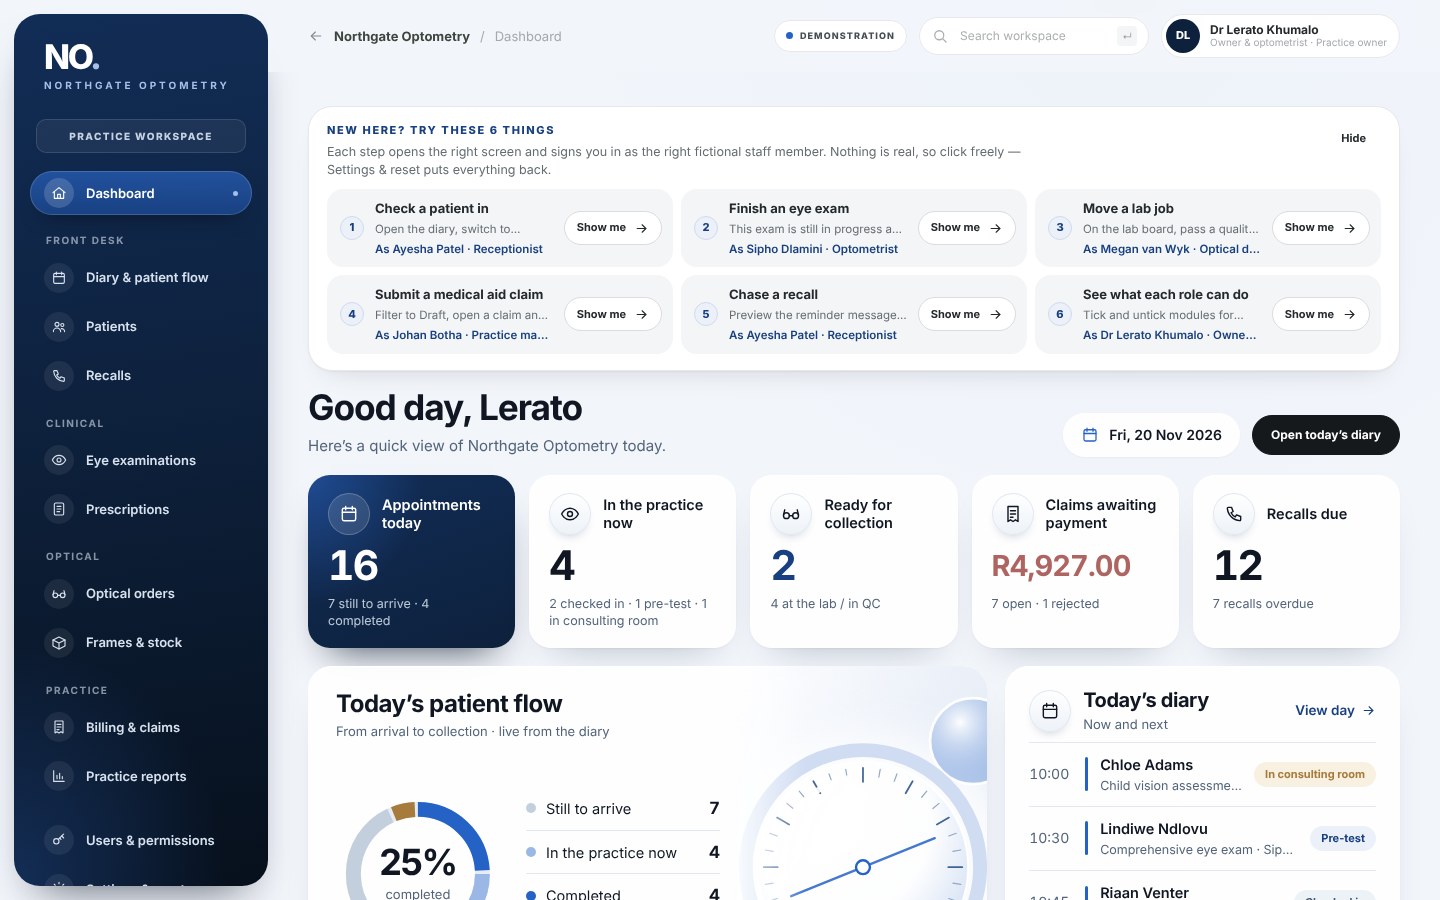 NO.
NORTHGATE OPTOMETRY
PRACTICE WORKSPACE
Dashboard
FRONT DESK
Diary & patient flow
Patients
Recalls
CLINICAL
Eye examinations
Prescriptions
OPTICAL
Optical orders
Frames & stock
PRACTICE
Billing & claims
Practice reports
Users & permissions
Northgate Optometry / Dashboard
DEMONSTRATION
Search workspace
DL
Dr Lerato Khumalo
Owner & optometrist · Practice owner
NEW HERE? TRY THESE 6 THINGS
Each step opens the right screen and signs you in as the right fictional staff member. Nothing is real, so click freely —
Settings & reset puts everything back.
Hide
1
Check a patient in
Open the diary, switch to...
As Ayesha Patel · Receptionist
Show me
2
Finish an eye exam
This exam is still in progress a...
As Sipho Dlamini · Optometrist
Show me
3
Move a lab job
On the lab board, pass a qualit...
As Megan van Wyk · Optical d...
Show me
4
Submit a medical aid claim
Filter to Draft, open a claim an...
As Johan Botha · Practice ma...
Show me
5
Chase a recall
Preview the reminder message...
As Ayesha Patel · Receptionist
Show me
6
See what each role can do
Tick and untick modules for...
As Dr Lerato Khumalo · Owne...
Show me
Good day, Lerato
Here's a quick view of Northgate Optometry today.
Fri, 20 Nov 2026
Open today's diary
Appointments
today
16
7 still to arrive · 4
completed
In the practice
now
4
2 checked in · 1 pre-test · 1
in consulting room
Ready for
collection
2
4 at the lab / in QC
Claims awaiting
payment
R4,927.00
7 open · 1 rejected
Recalls due
12
7 recalls overdue
Today's patient flow
From arrival to collection · live from the diary
25%
completed
Still to arrive 7
In the practice now 4
Completed 4
Today's diary
Now and next
View day
10:00
Chloe Adams
Child vision assessme...
In consulting room
10:30
Lindiwe Ndlovu
Comprehensive eye exam · Sip...
Pre-test
Riaan Venter